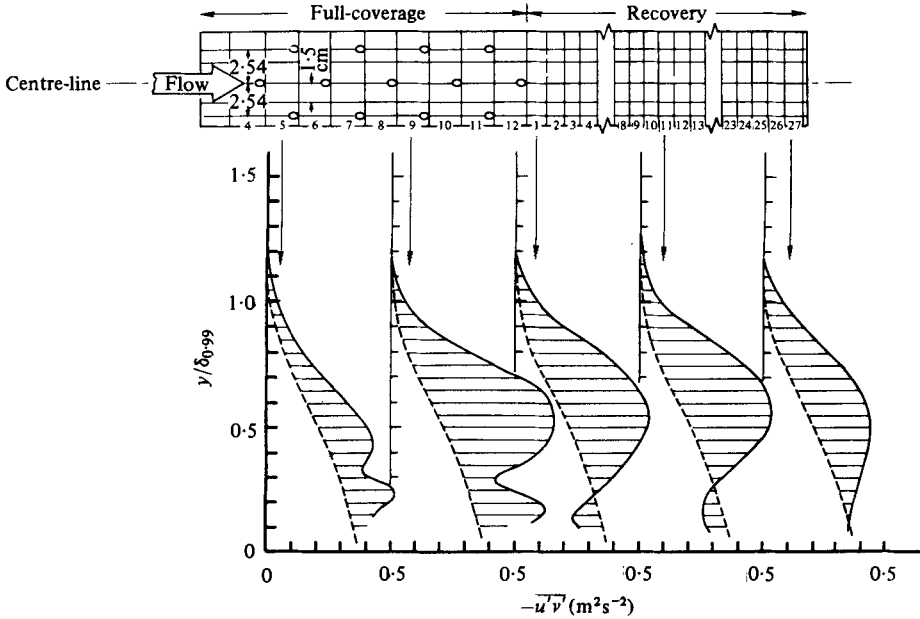 Full-coverage Recovery
2·54
1·5 cm
Centre-line Flow
2·54
4 5 6 7 8 9 10 11 12 1 2 3 4 8 9 10 11 12 13 23 24 25 26 27
1·5
1·0
y/δ0·99
0·5
0
0 0·5 0·5 0·5 0·5 0·5
−u'v' (m²s⁻²)